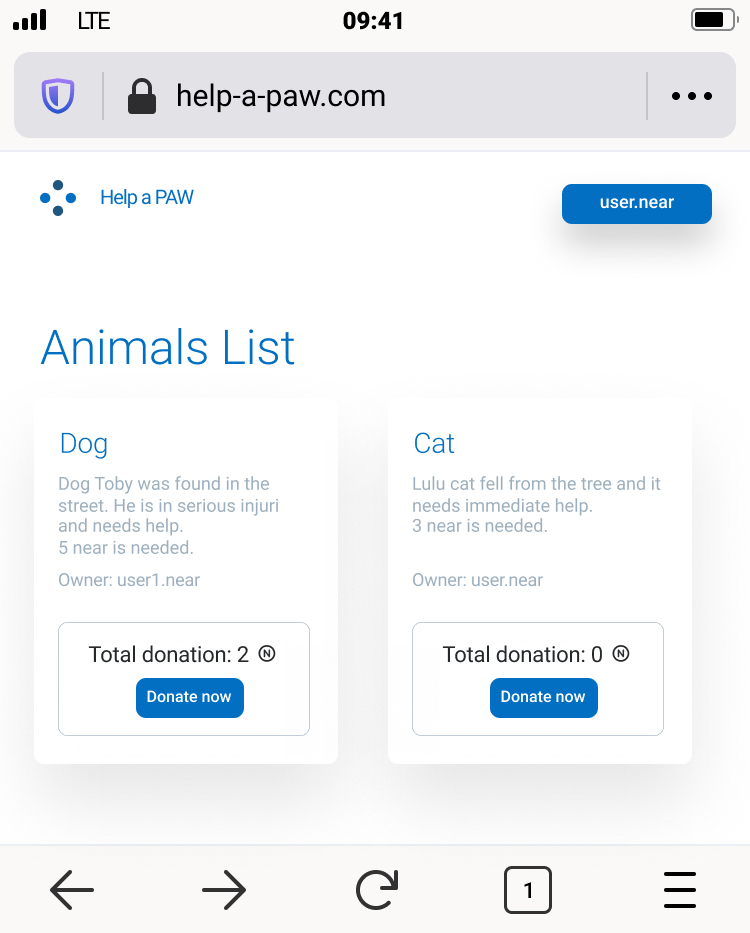 LTE
09:41
help-a-paw.com
Help a PAW
user.near
Animals List
Dog
Dog Toby was found in the
street. He is in serious injuri
and needs help.
5 near is needed.
Owner: user1.near
Total donation: 2 N
Donate now
Cat
Lulu cat fell from the tree and it
needs immediate help.
3 near is needed.
Owner: user.near
Total donation: 0 N
Donate now
1